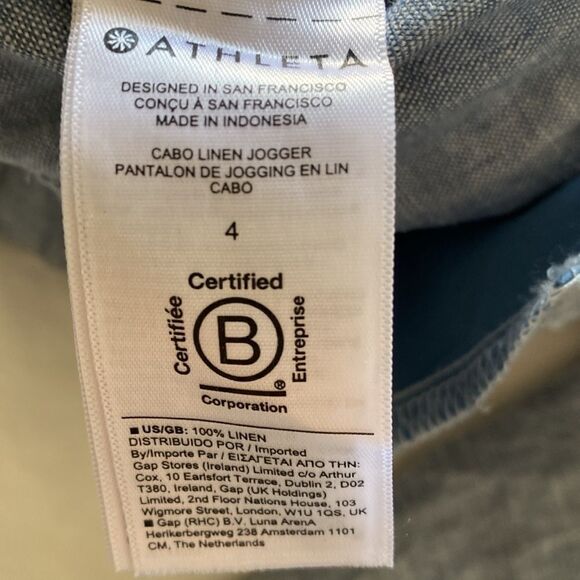 ATHLETA
DESIGNED IN SAN FRANCISCO
CONÇU À SAN FRANCISCO
MADE IN INDONESIA
CABO LINEN JOGGER
PANTALON DE JOGGING EN LIN
CABO
4
Certified
Certifiée
B
Entreprise
®
Corporation
■ US/GB: 100% LINEN
DISTRIBUIDO POR / Imported
By/Importe Par / ΕΙΣΑΓΕΤΑΙ ΑΠΟ ΤΗΝ:
Gap Stores (Ireland) Limited c/o Arthur
Cox, 10 Earlsfort Terrace, Dublin 2, D02
T380, Ireland, Gap (UK Holdings)
Limited, 2nd Floor Nations House, 103
Wigmore Street, London, W1U 1QS, UK
■ Gap (RHC) B.V. Luna ArenA
Herikerbergweg 238 Amsterdam 1101
CM, The Netherlands